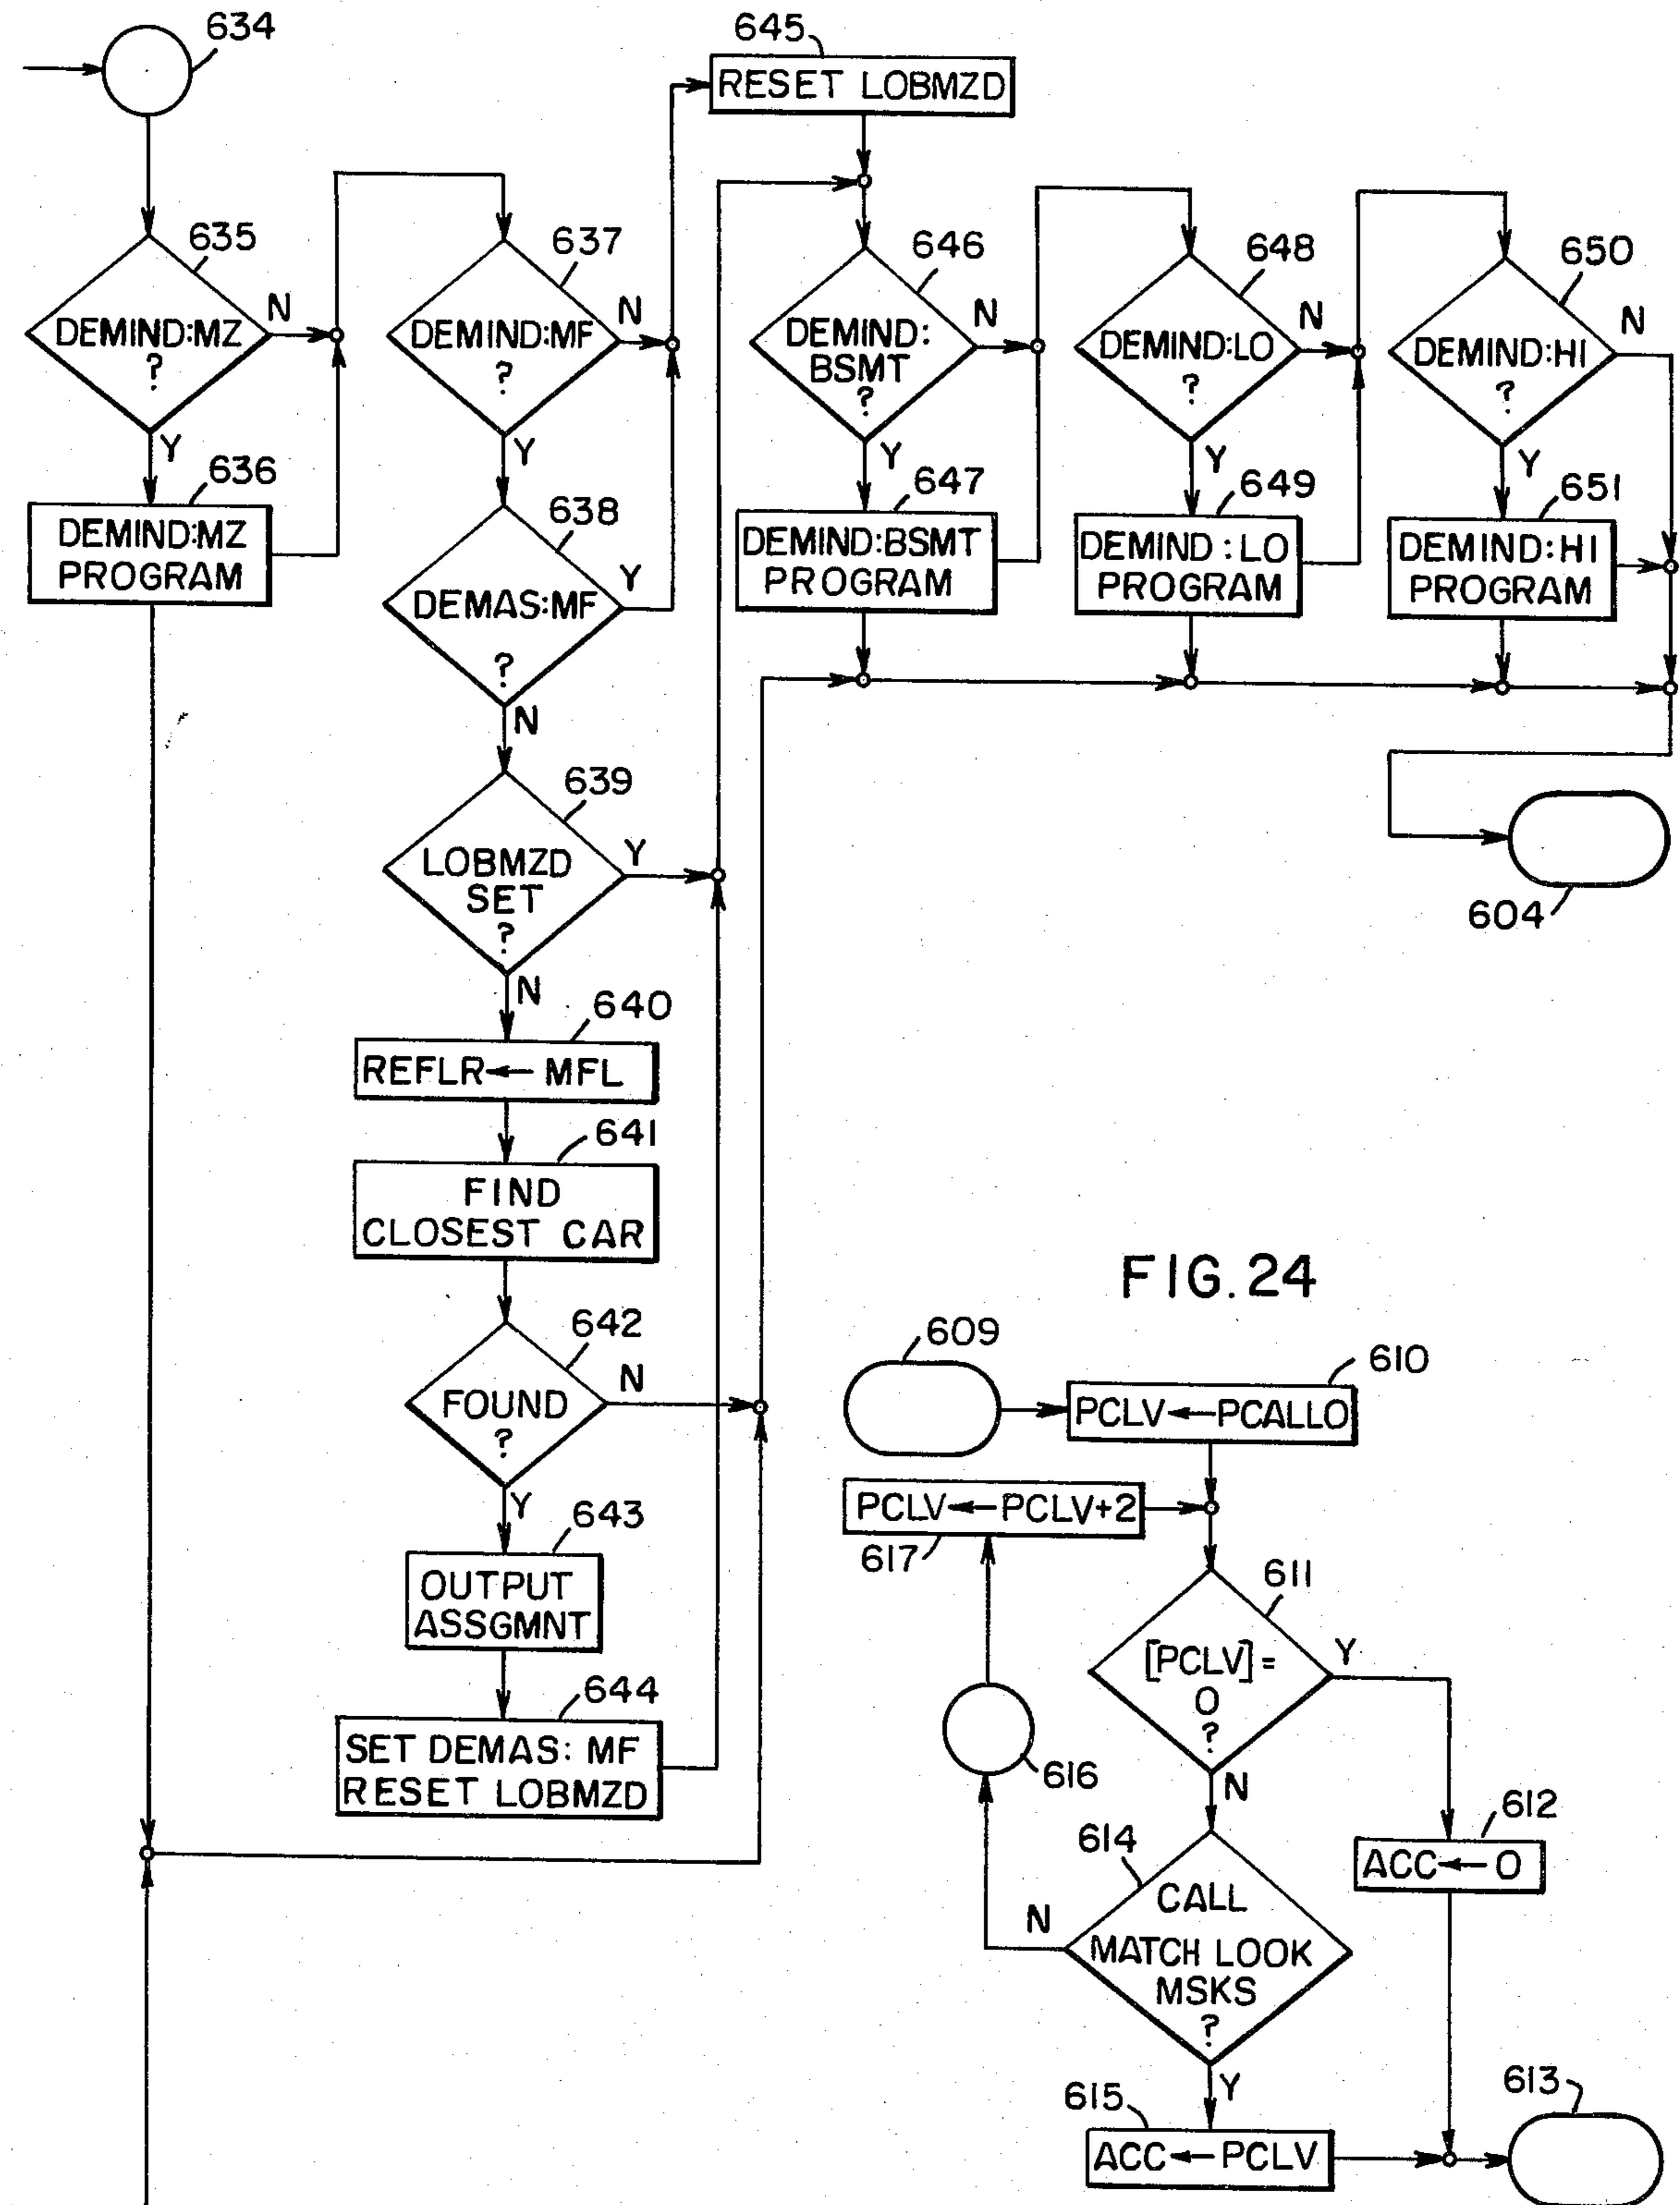 634
635
DEMIND:MZ
?
N
Y
636
DEMIND:MZ
PROGRAM
637
DEMIND:MF
?
N
Y
638
DEMAS:MF
?
Y
N
639
LOBMZD
SET
?
Y
N
640
REFLR←MFL
641
FIND
CLOSEST CAR
642
FOUND
?
N
Y
643
OUTPUT
ASSGMNT
644
SET DEMAS: MF
RESET LOBMZD
645
RESET LOBMZD
646
DEMIND:
BSMT
?
N
Y
647
DEMIND:BSMT
PROGRAM
648
DEMIND:LO
?
N
Y
649
DEMIND:LO
PROGRAM
650
DEMIND:HI
?
N
Y
651
DEMIND:HI
PROGRAM
604
FIG. 24
609
610
PCLV←PCALLO
PCLV←PCLV+2
617
611
[PCLV]=
0
?
Y
N
616
612
ACC←0
614
CALL
MATCH LOOK
MSKS
?
N
Y
615
ACC←PCLV
613